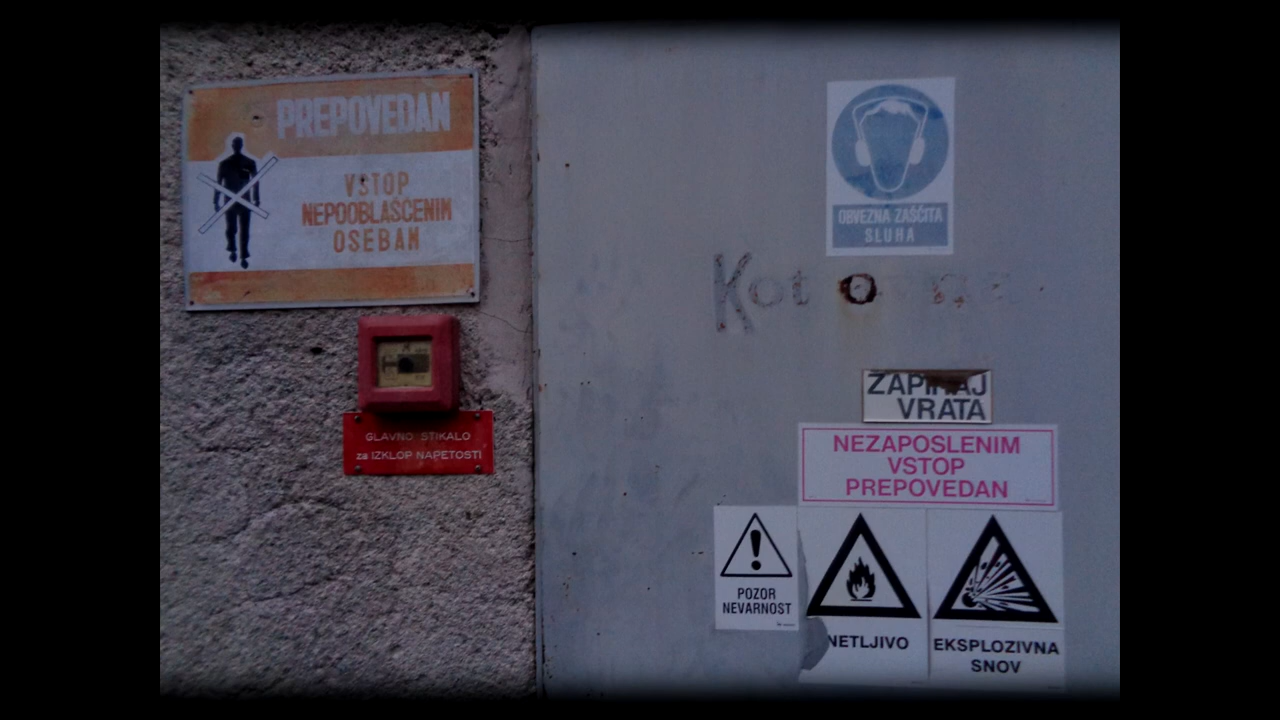 PREPOVEDAN
VSTOP
NEPOOBLAŠČENIM
OSEBAM
GLAVNO STIKALO
za IZKLOP NAPETOSTI
OBVEZNA ZAŠČITA
SLUHA
VRATA
NEZAPOSLENIM
VSTOP
PREPOVEDAN
POZOR
NEVARNOST
NETLJIVO
EKSPLOZIVNA
SNOV